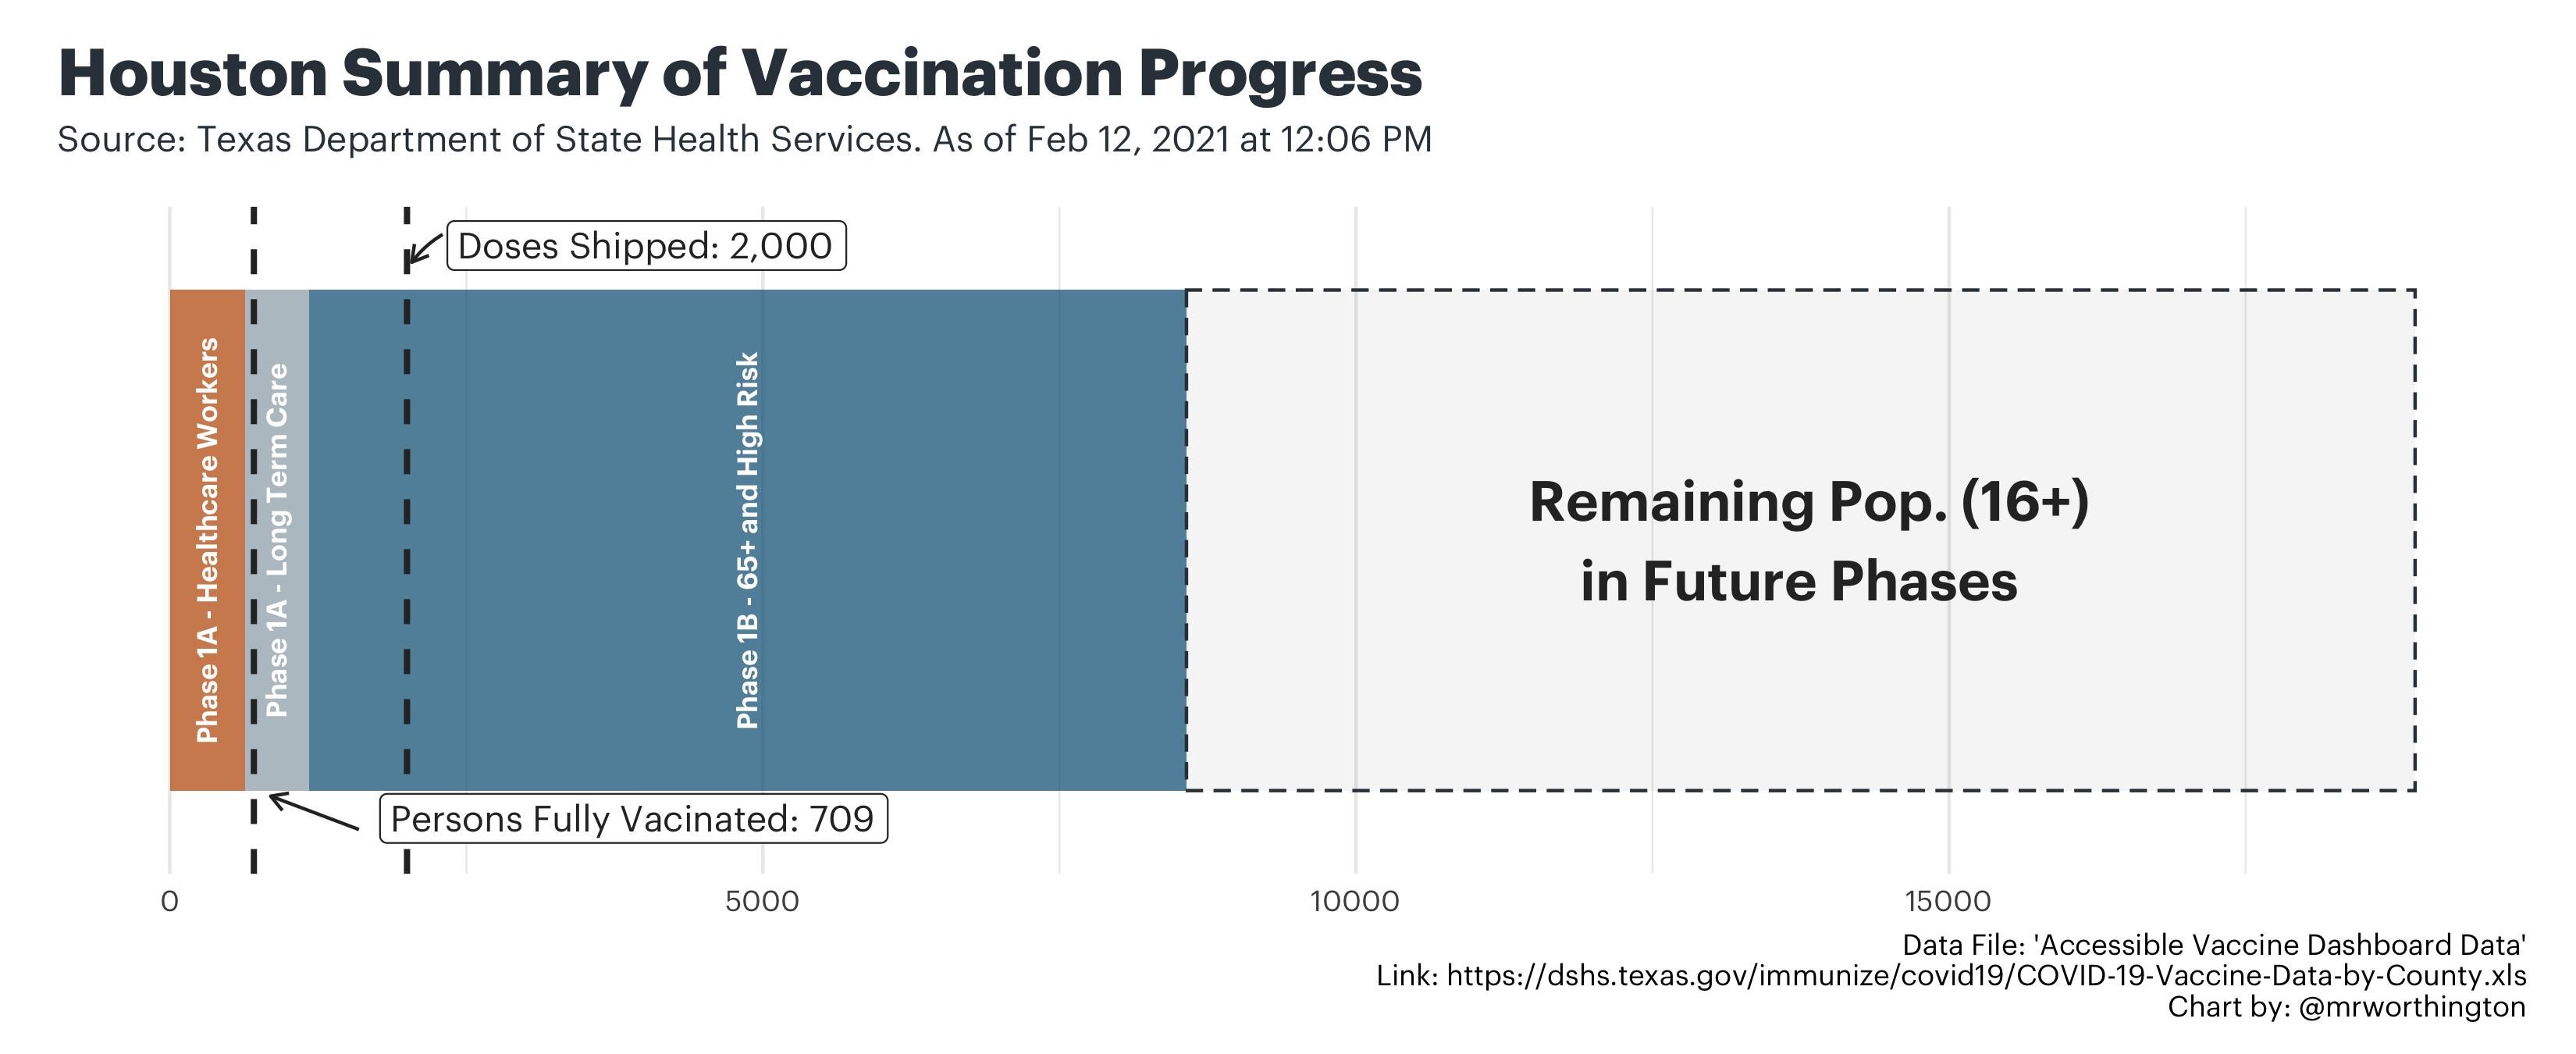 Houston Summary of Vaccination Progress
Source: Texas Department of State Health Services. As of Feb 12, 2021 at 12:06 PM
Doses Shipped: 2,000
Phase 1A - Healthcare Workers
Phase 1A - Long Term Care
Phase 1B - 65+ and High Risk
Remaining Pop. (16+)
in Future Phases
Persons Fully Vacinated: 709
0
5000
10000
15000
Data File: 'Accessible Vaccine Dashboard Data'
Link: https://dshs.texas.gov/immunize/covid19/COVID-19-Vaccine-Data-by-County.xls
Chart by: @mrworthington